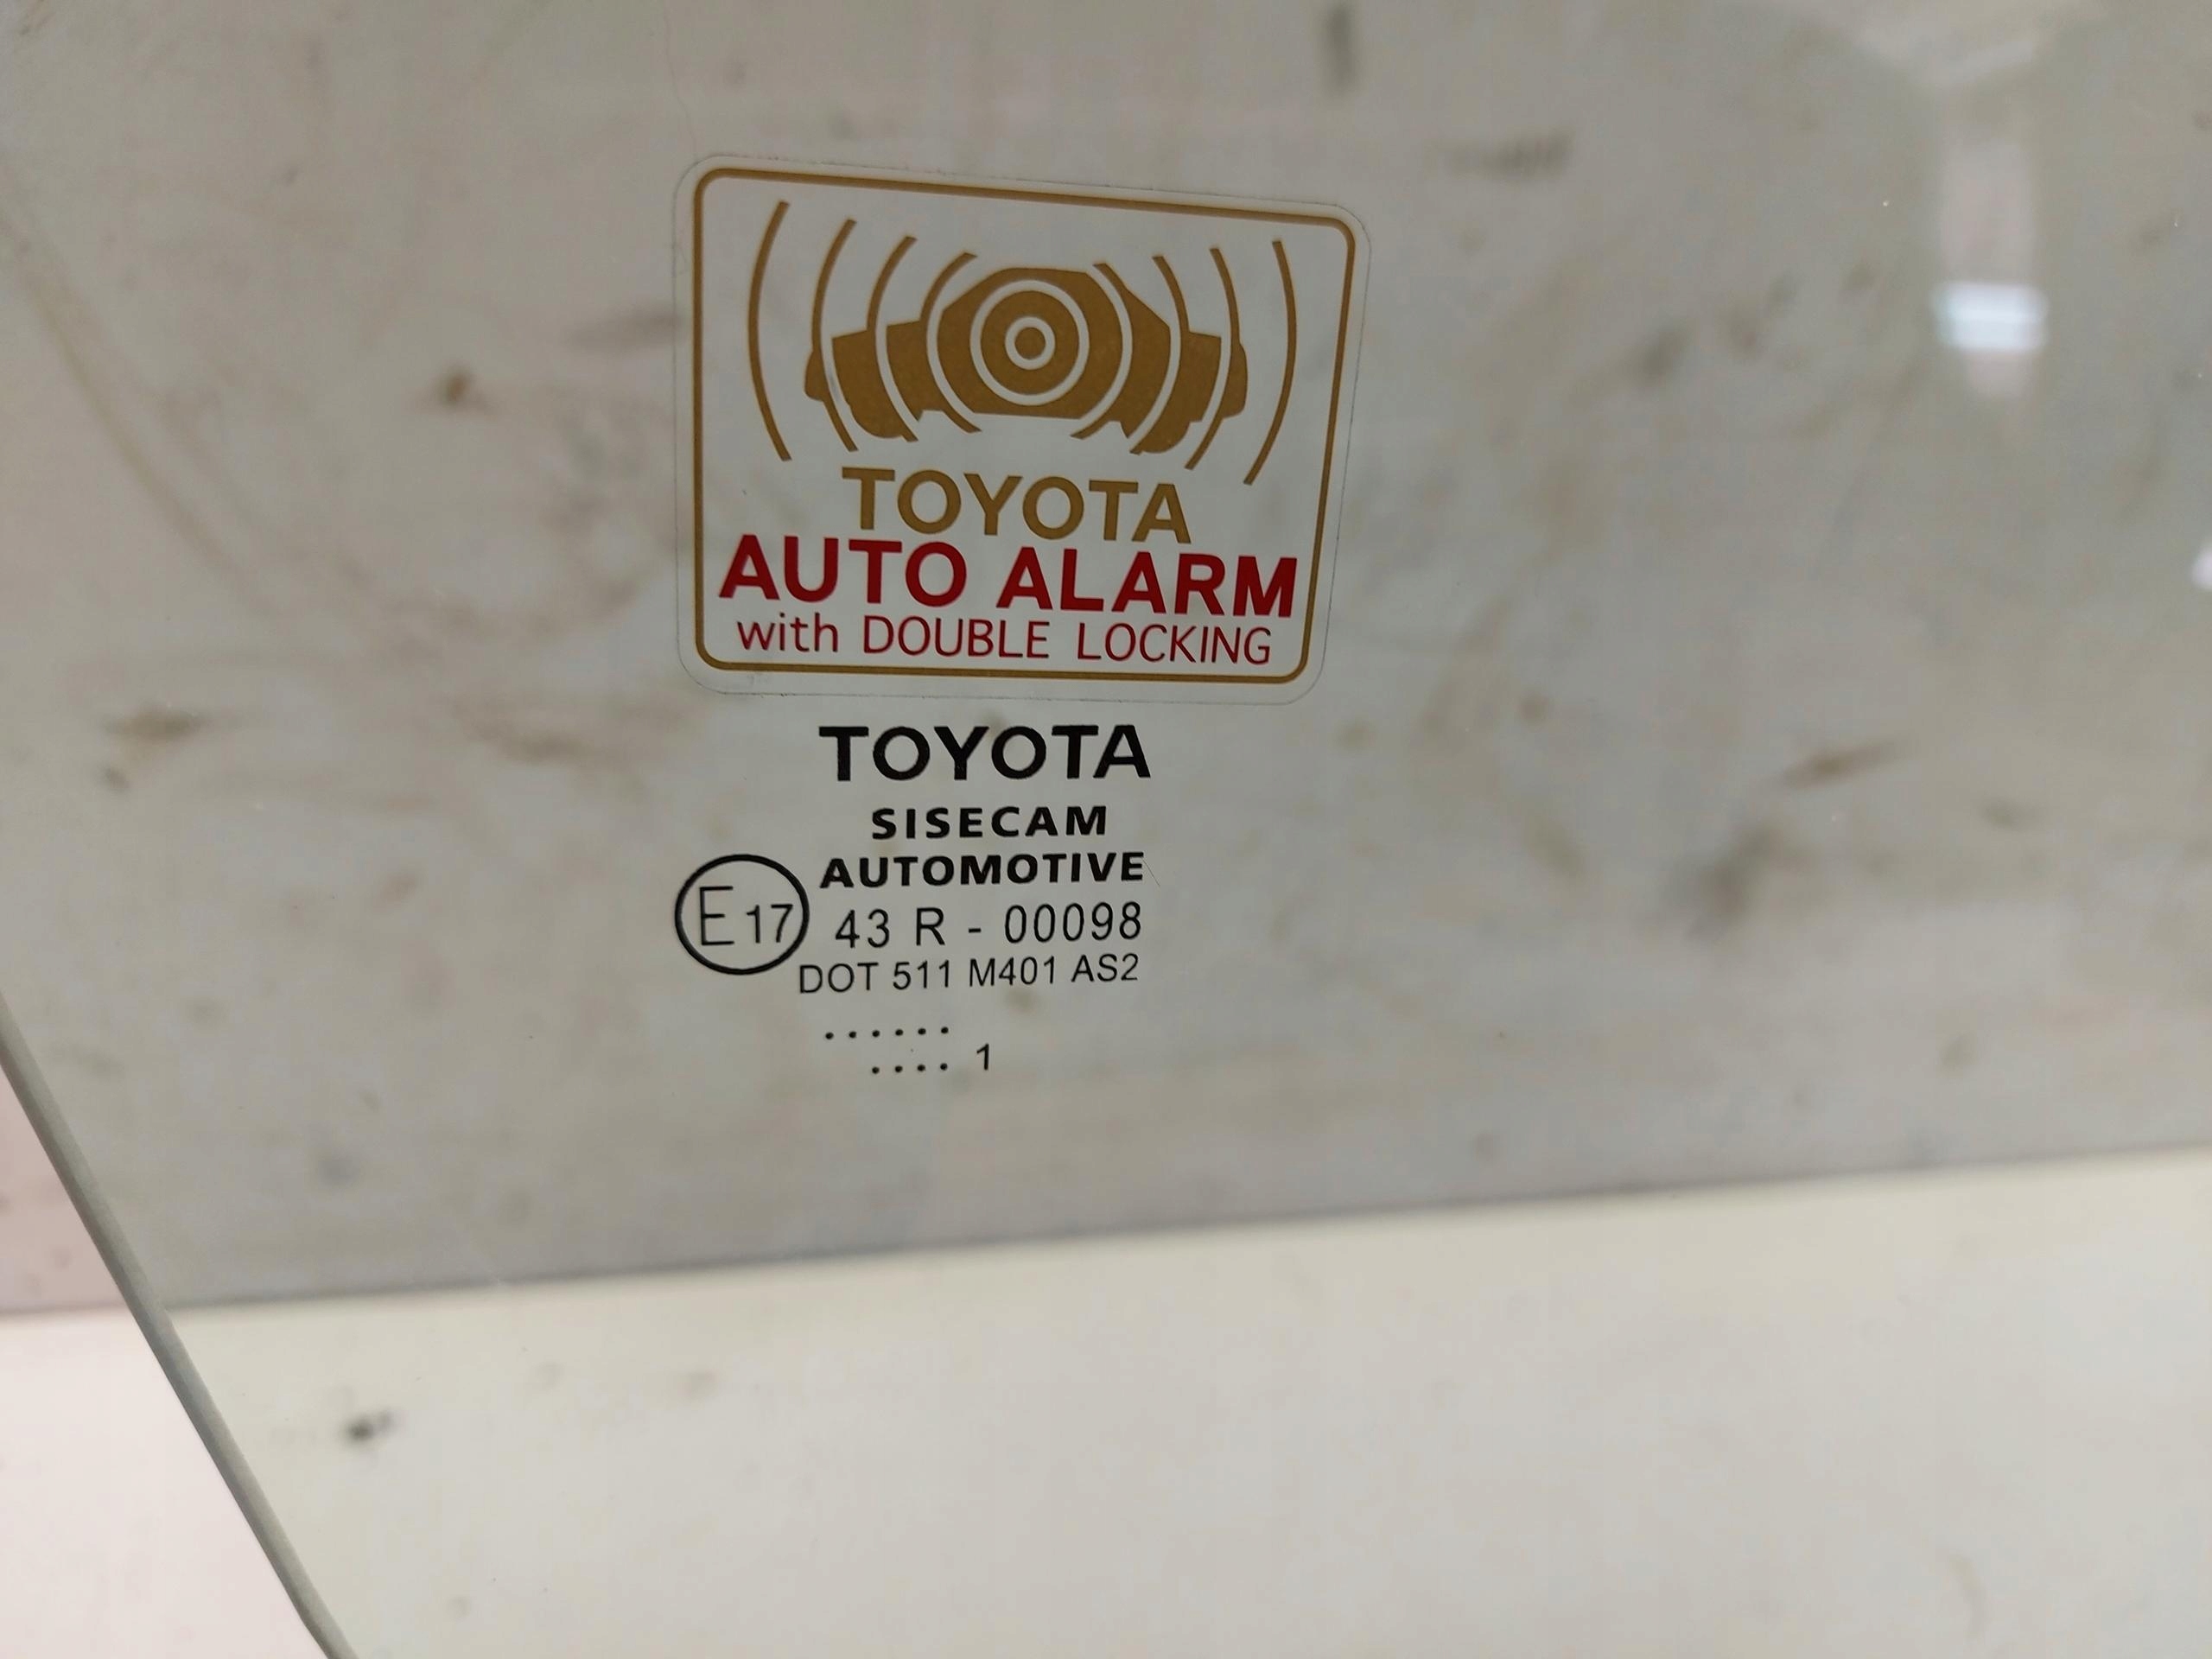 TOYOTA
AUTO ALARM
with DOUBLE LOCKING
TOYOTA
SISECAM
AUTOMOTIVE
E17 43 R - 00098
DOT 511 M401 AS2
......
.... 1